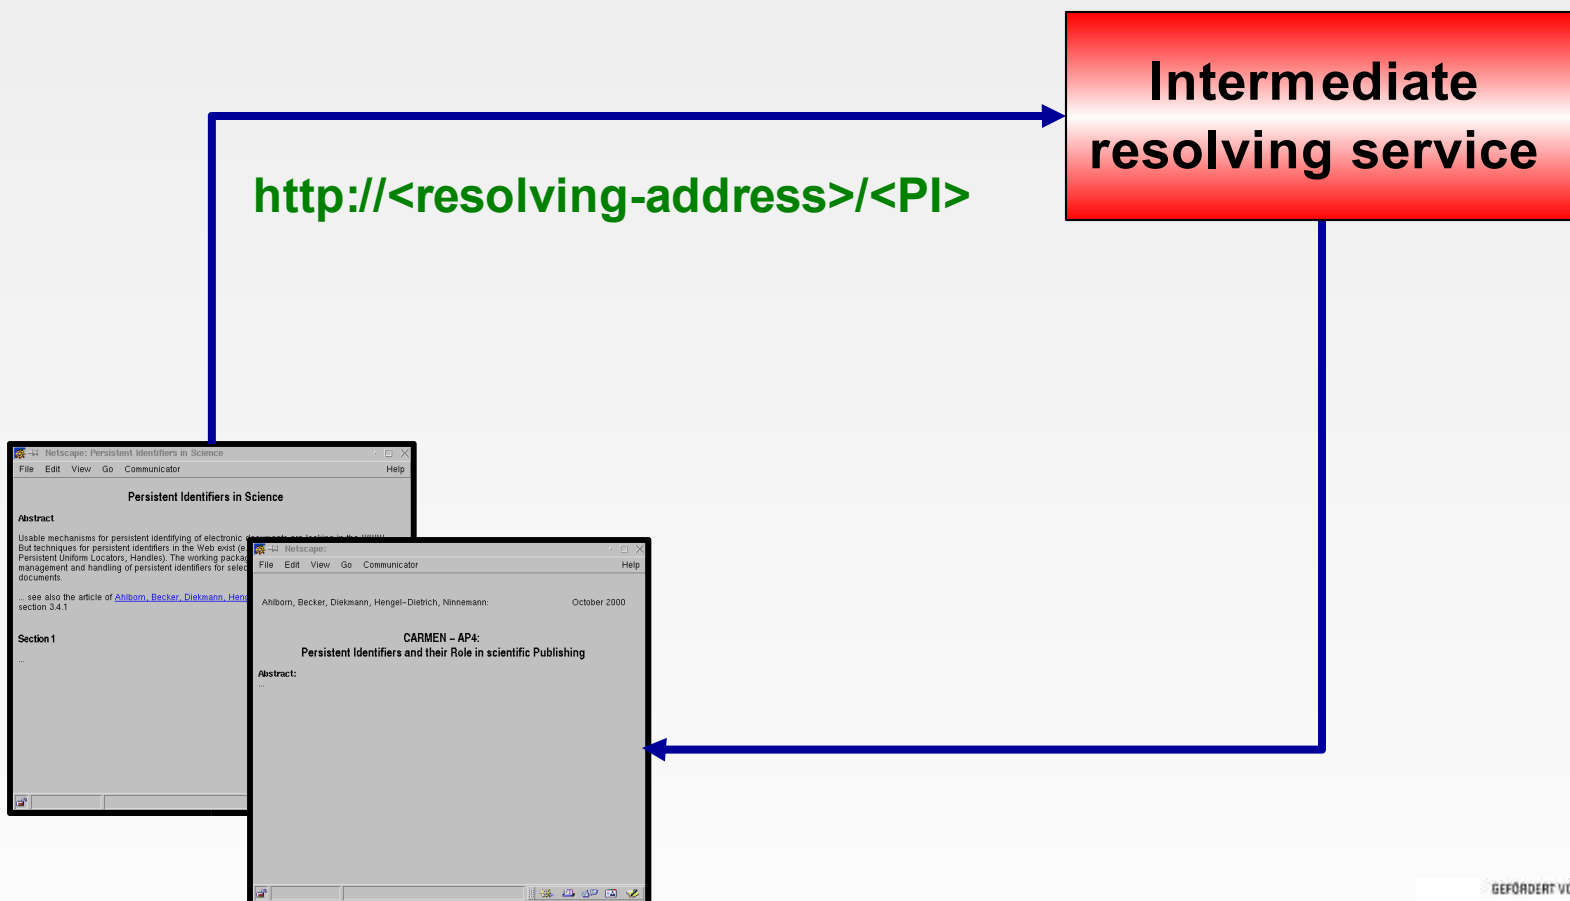 Intermediate
resolving service
http://<resolving-address>/<PI>
Netscape: Persistent Identifiers in Science
File Edit View Go Communicator Help
Persistent Identifiers in Science
Abstract
Usable mechanisms for persistent identifying of electronic
But techniques for persistent identifiers in the Web exist
Persistent Uniform Locators, Handles). The working
management and handling of persistent identifiers for
documents.
... see also the article of Ahlborn, Becker, Diekmann,
section 3.4.1
Section 1
...
Netscape:
File Edit View Go Communicator Help
Ahlborn, Becker, Diekmann, Hengel-Dietrich, Ninnemann: October 2000
CARMEN – AP4:
Persistent Identifiers and their Role in scientific Publishing
Abstract:
...
GEFÖRDERT